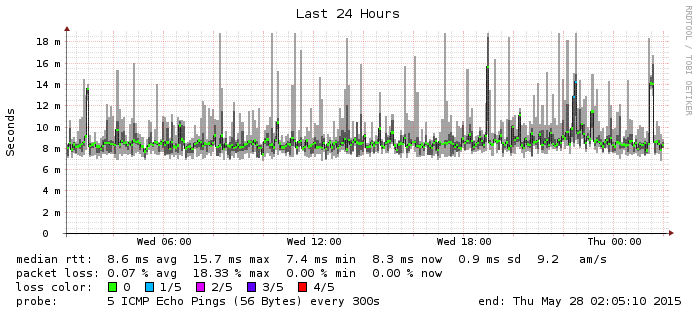 Last 24 Hours
RRDTOOL / TOBI OETIKER
Seconds
18 m
16 m
14 m
12 m
10 m
8 m
6 m
4 m
2 m
0
Wed 06:00 Wed 12:00 Wed 18:00 Thu 00:00
median rtt: 8.6 ms avg 15.7 ms max 7.4 ms min 8.3 ms now 0.9 ms sd 9.2 am/s
packet loss: 0.07 % avg 18.33 % max 0.00 % min 0.00 % now
loss color: 0 1/5 2/5 3/5 4/5
probe: 5 ICMP Echo Pings (56 Bytes) every 300s end: Thu May 28 02:05:10 2015